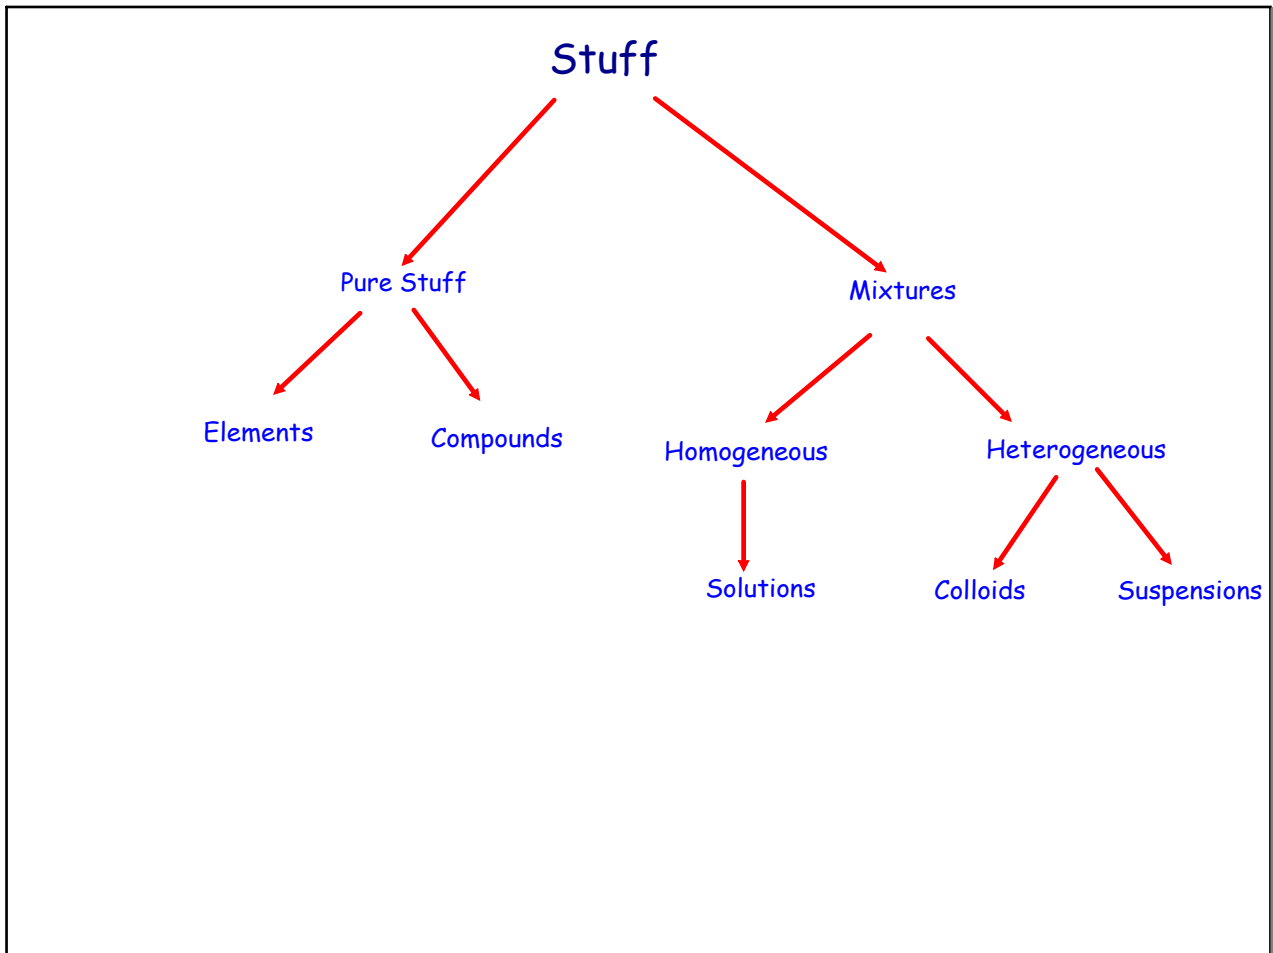 Stuff
Pure Stuff
Mixtures
Elements
Compounds
Homogeneous
Heterogeneous
Solutions
Colloids
Suspensions